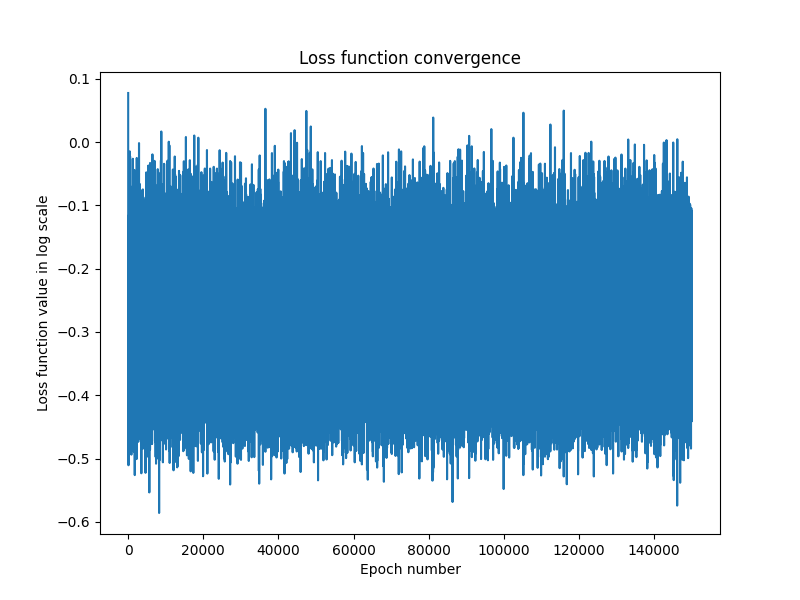 Loss function convergence
Loss function value in log scale
0.1
0.0
−0.1
−0.2
−0.3
−0.4
−0.5
−0.6
0 20000 40000 60000 80000 100000 120000 140000
Epoch number